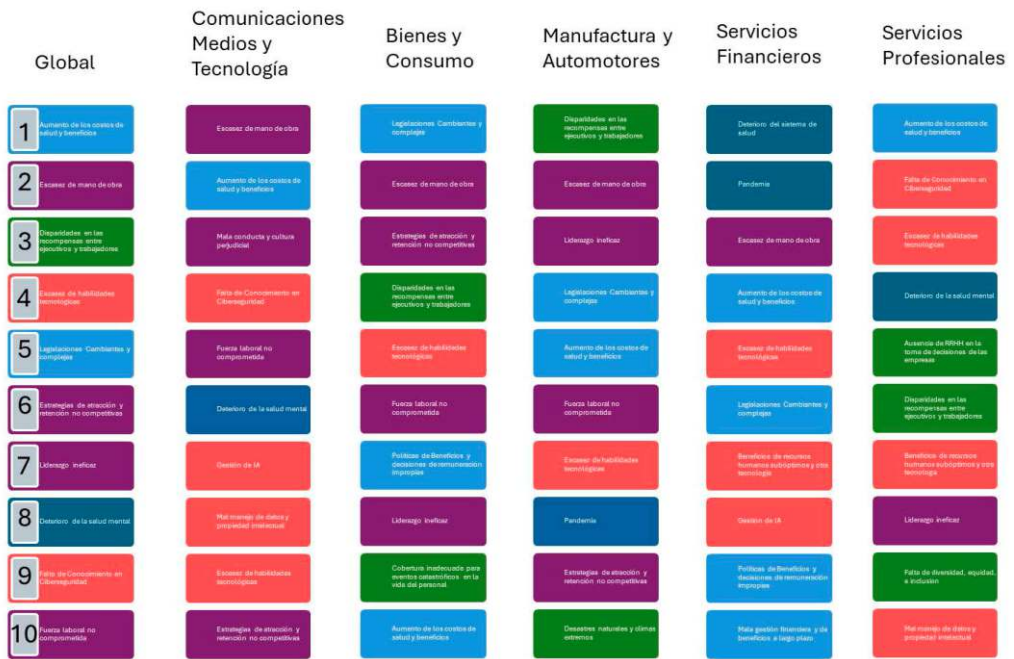 Global
Comunicaciones
Medios y
Tecnología
Bienes y
Consumo
Manufactura y
Automotores
Servicios
Financieros
Servicios
Profesionales
1
Aumento de los costos de
salud y beneficios
Escasez de mano de obra
Legislaciones Cambiantes y
complejas
Disparidades en las
recompensas entre
ejecutivos y trabajadores
Deterioro del sistema de
salud
Aumento de los costos de
salud y beneficios
2
Escasez de mano de obra
Aumento de los costos de
salud y beneficios
Escasez de mano de obra
Escasez de mano de obra
Pandemia
Falta de Conocimiento en
Ciberseguridad
3
Disparidades en las
recompensas entre
ejecutivos y trabajadores
Mala conducta y cultura
perjudicial
Estrategias de atracción y
retención no competitivas
Liderazgo ineficaz
Escasez de mano de obra
Escasez de habilidades
tecnológicas
4
Escasez de habilidades
tecnológicas
Falta de Conocimiento en
Ciberseguridad
Disparidades en las
recompensas entre
ejecutivos y trabajadores
Legislaciones Cambiantes y
complejas
Aumento de los costos de
salud y beneficios
Deterioro de la salud mental
5
Legislaciones Cambiantes y
complejas
Fuerza laboral no
comprometida
Escasez de habilidades
tecnológicas
Aumento de los costos de
salud y beneficios
Escasez de habilidades
tecnológicas
Ausencia de RRHH en la
toma de decisiones de las
empresas
6
Estrategias de atracción y
retención no competitivas
Deterioro de la salud mental
Fuerza laboral no
comprometida
Fuerza laboral no
comprometida
Legislaciones Cambiantes y
complejas
Disparidades en las
recompensas entre
ejecutivos y trabajadores
7
Liderazgo ineficaz
Gestión de IA
Políticas de Beneficios y
decisiones de remuneración
impropias
Escasez de habilidades
tecnológicas
Beneficios de recursos
humanos subóptimos y otra
tecnología
Beneficios de recursos
humanos subóptimos y otra
tecnología
8
Deterioro de la salud mental
Mal manejo de datos y
propiedad intelectual
Liderazgo ineficaz
Pandemia
Gestión de IA
Liderazgo ineficaz
9
Falta de Conocimiento en
Ciberseguridad
Escasez de habilidades
tecnológicas
Cobertura inadecuada para
eventos catastróficos en la
vida del personal
Estrategias de atracción y
retención no competitivas
Políticas de Beneficios y
decisiones de remuneración
impropias
Falta de diversidad, equidad,
e inclusión
10
Fuerza laboral no
comprometida
Estrategias de atracción y
retención no competitivas
Aumento de los costos de
salud y beneficios
Desastres naturales y climas
extremos
Mala gestión financiera y de
beneficios a largo plazo
Mal manejo de datos y
propiedad intelectual